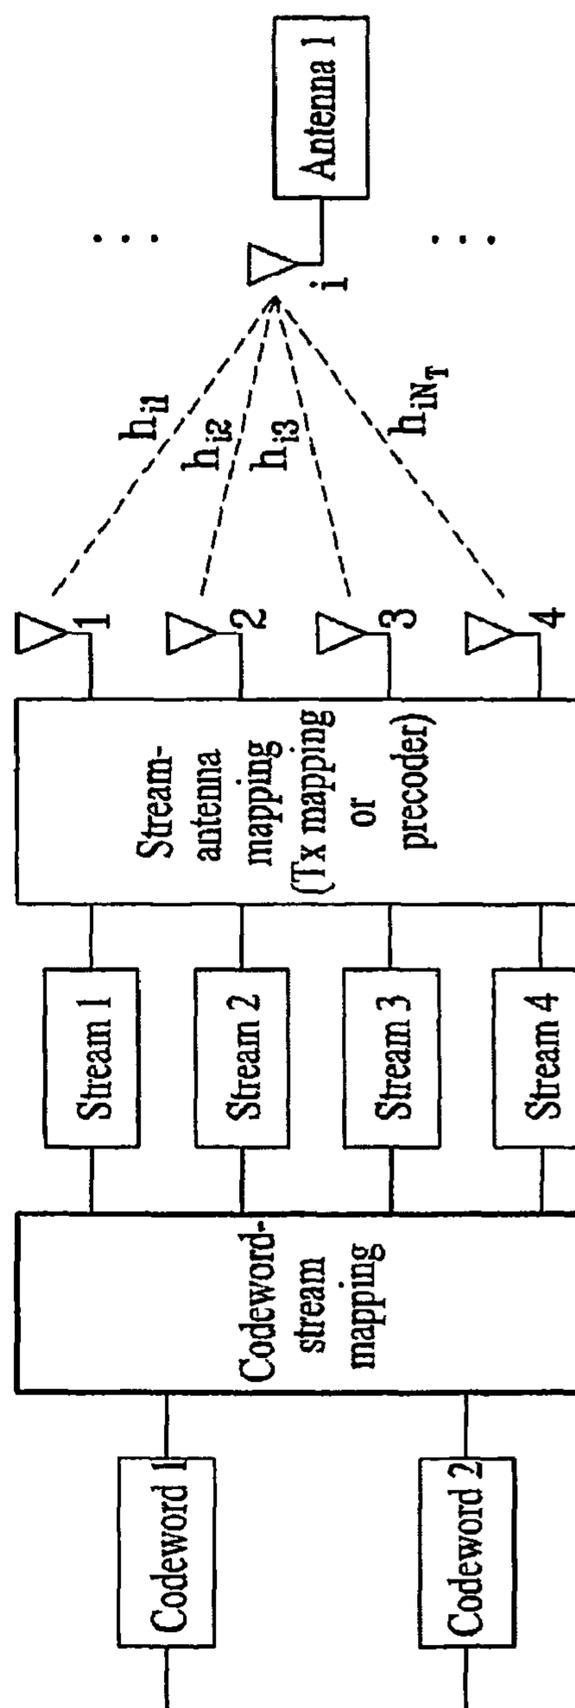 Codeword 1
Codeword 2
Codeword-
stream
mapping
Stream 1
Stream 2
Stream 3
Stream 4
Stream-
antenna
mapping
(Tx mapping
or
precoder)
1
2
3
4
h_i1
h_i2
h_i3
h_iN_T
...
i
...
Antenna 1